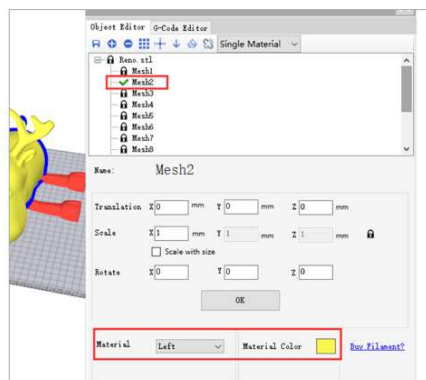 Object Editor G-Code Editor
Single Material
Reno.stl
Mesh1
Mesh2
Mesh3
Mesh4
Mesh5
Mesh6
Mesh7
Mesh8
Name: Mesh2
Translation X 0 mm Y 0 mm Z 0 mm
Scale X 1 mm Y 1 mm Z 1 mm
Scale with size
Rotate X 0 Y 0 Z 0
OK
Material Left Material Color Buy Filament?